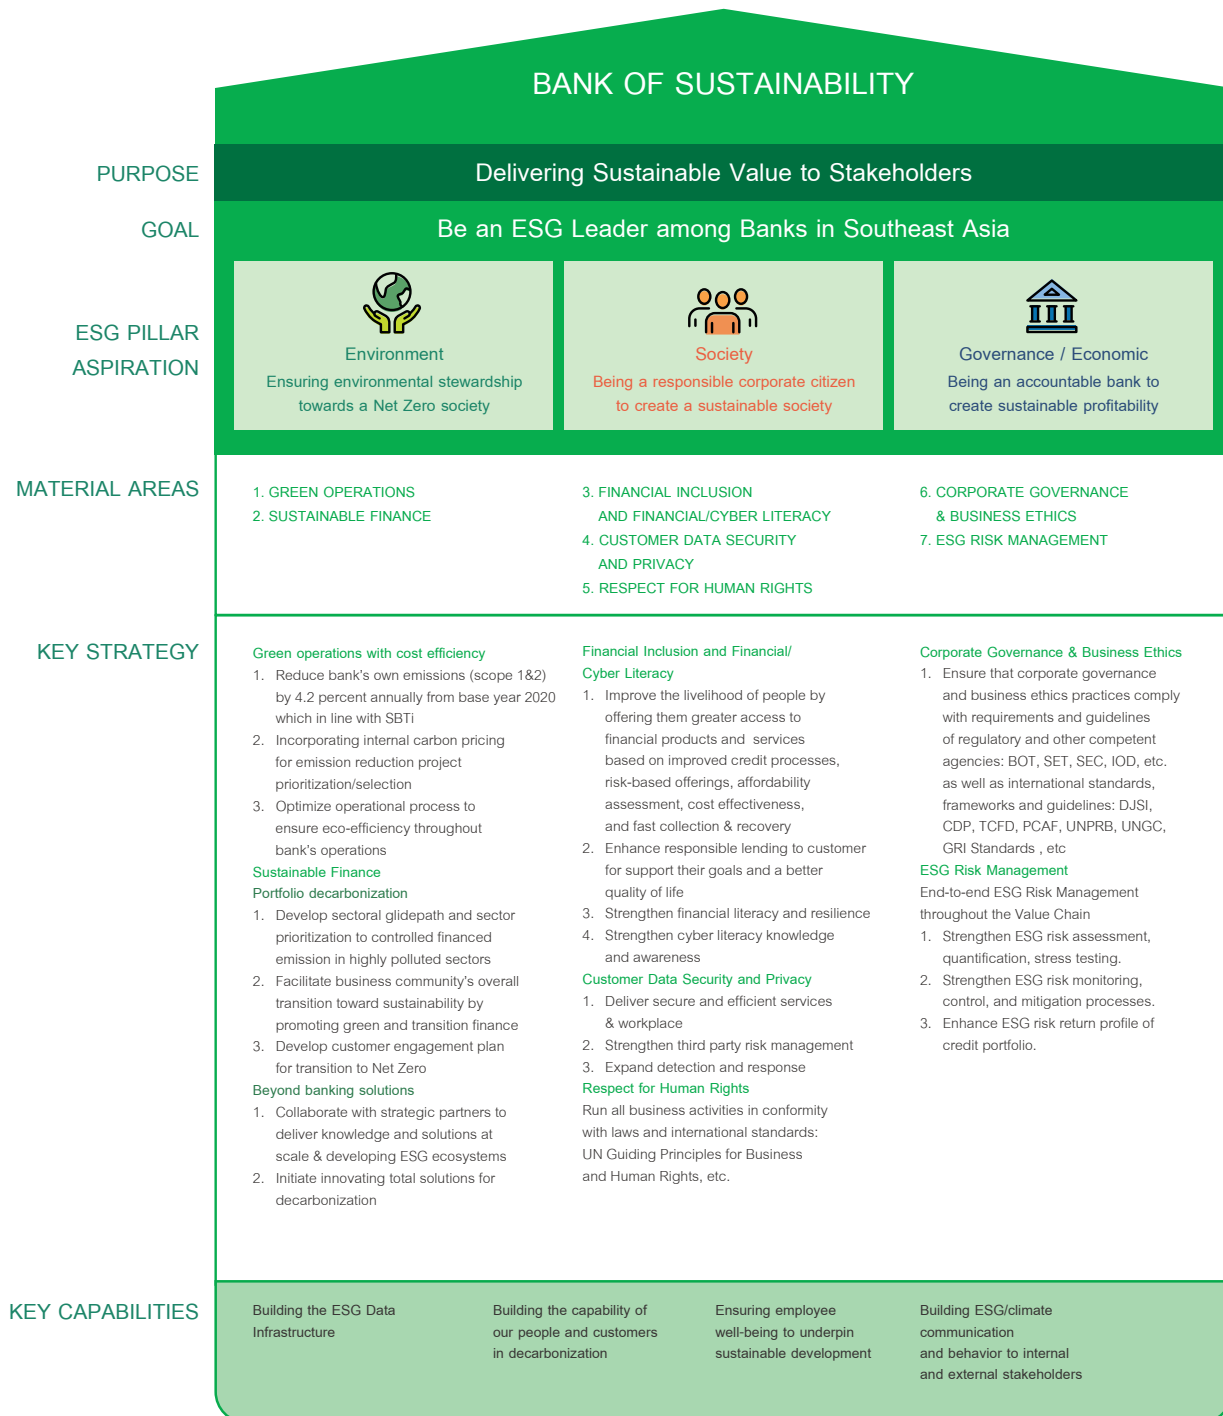 BANK OF SUSTAINABILITY
PURPOSE
Delivering Sustainable Value to Stakeholders
GOAL
Be an ESG Leader among Banks in Southeast Asia
ESG PILLAR
ASPIRATION
Environment
Ensuring environmental stewardship
towards a Net Zero society
Society
Being a responsible corporate citizen
to create a sustainable society
Governance / Economic
Being an accountable bank to
create sustainable profitability
MATERIAL AREAS
1. GREEN OPERATIONS
2. SUSTAINABLE FINANCE
3. FINANCIAL INCLUSION
AND FINANCIAL/CYBER LITERACY
4. CUSTOMER DATA SECURITY
AND PRIVACY
5. RESPECT FOR HUMAN RIGHTS
6. CORPORATE GOVERNANCE
& BUSINESS ETHICS
7. ESG RISK MANAGEMENT
KEY STRATEGY
Green operations with cost efficiency
1. Reduce bank's own emissions (scope 1&2)
by 4.2 percent annually from base year 2020
which in line with SBTi
2. Incorporating internal carbon pricing
for emission reduction project
prioritization/selection
3. Optimize operational process to
ensure eco-efficiency throughout
bank's operations
Sustainable Finance
Portfolio decarbonization
1. Develop sectoral glidepath and sector
prioritization to controlled financed
emission in highly polluted sectors
2. Facilitate business community's overall
transition toward sustainability by
promoting green and transition finance
3. Develop customer engagement plan
for transition to Net Zero
Beyond banking solutions
1. Collaborate with strategic partners to
deliver knowledge and solutions at
scale & developing ESG ecosystems
2. Initiate innovating total solutions for
decarbonization
Financial Inclusion and Financial/
Cyber Literacy
1. Improve the livelihood of people by
offering them greater access to
financial products and services
based on improved credit processes,
risk-based offerings, affordability
assessment, cost effectiveness,
and fast collection & recovery
2. Enhance responsible lending to customer
for support their goals and a better
quality of life
3. Strengthen financial literacy and resilience
4. Strengthen cyber literacy knowledge
and awareness
Customer Data Security and Privacy
1. Deliver secure and efficient services
& workplace
2. Strengthen third party risk management
3. Expand detection and response
Respect for Human Rights
Run all business activities in conformity
with laws and international standards:
UN Guiding Principles for Business
and Human Rights, etc.
Corporate Governance & Business Ethics
1. Ensure that corporate governance
and business ethics practices comply
with requirements and guidelines
of regulatory and other competent
agencies: BOT, SET, SEC, IOD, etc.
as well as international standards,
frameworks and guidelines: DJSI,
CDP, TCFD, PCAF, UNPRB, UNGC,
GRI Standards , etc
ESG Risk Management
End-to-end ESG Risk Management
throughout the Value Chain
1. Strengthen ESG risk assessment,
quantification, stress testing.
2. Strengthen ESG risk monitoring,
control, and mitigation processes.
3. Enhance ESG risk return profile of
credit portfolio.
KEY CAPABILITIES
Building the ESG Data
Infrastructure
Building the capability of
our people and customers
in decarbonization
Ensuring employee
well-being to underpin
sustainable development
Building ESG/climate
communication
and behavior to internal
and external stakeholders